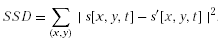 SSD = ∑ | s[x, y, t] − s′[x, y, t] |².
(x,y)